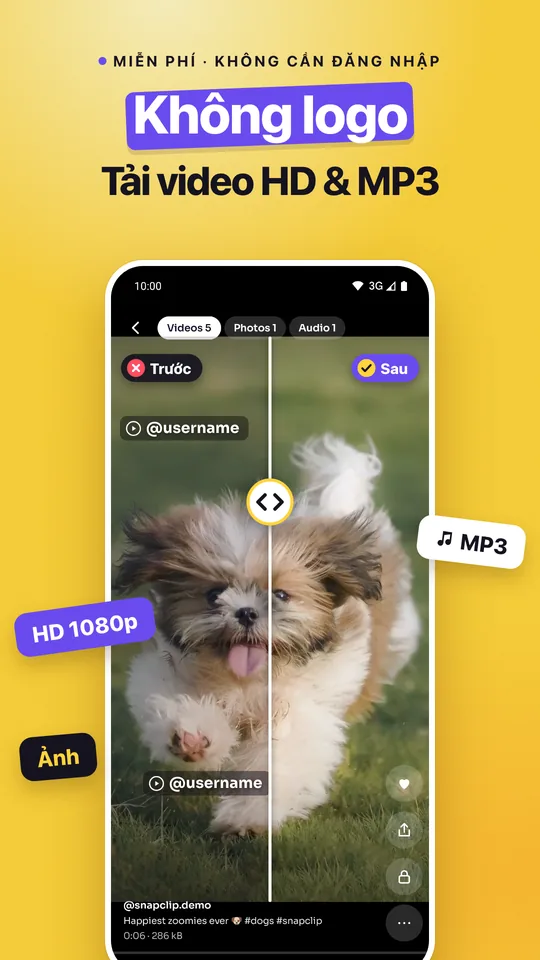 MIỄN PHÍ · KHÔNG CẦN ĐĂNG NHẬP
Không logo
Tải video HD & MP3
10:00
3G
Videos 5
Photos 1
Audio 1
Trước
Sau
@username
MP3
HD 1080p
Ảnh
@username
@snapclip.demo
Happiest zoomies ever 🐶 #dogs #snapclip
0:06 · 286 kB